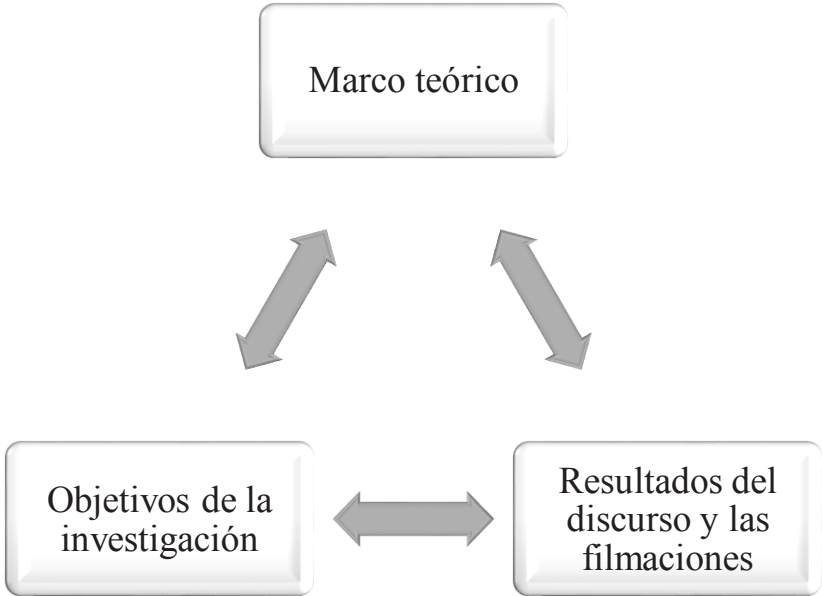 Marco teórico
Objetivos de la
investigación
Resultados del
discurso y las
filmaciones